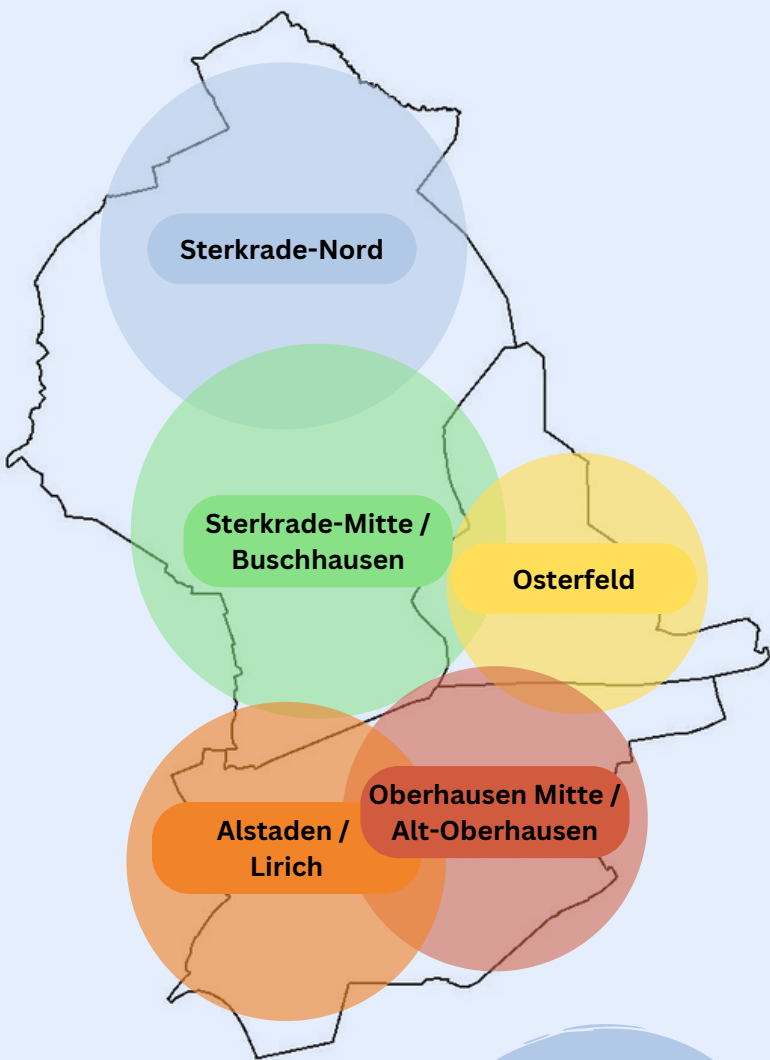 Sterkrade-Nord
Sterkrade-Mitte /
Buschhausen
Osterfeld
Oberhausen Mitte /
Alt-Oberhausen
Alstaden /
Lirich